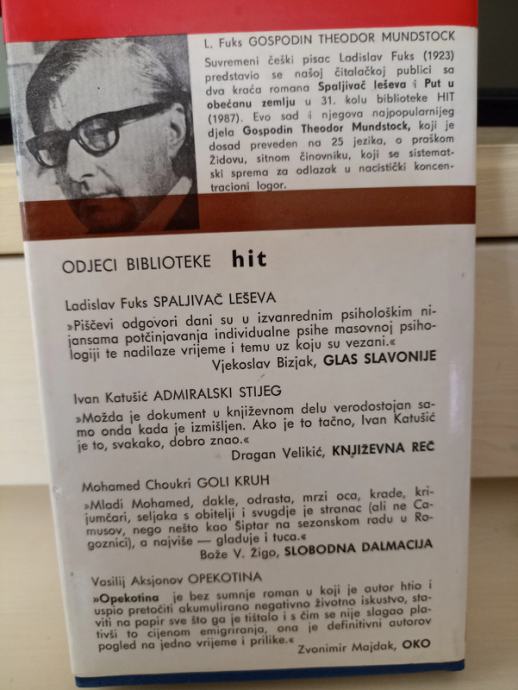 L. Fuks GOSPODIN THEODOR MUNDSTOCK
Suvremeni češki pisac Ladislav Fuks (1923)
predstavio se našoj čitalačkoj publici sa
dva kraća romana Spaljivač leševa i Put u
obećanu zemlju u 31. kolu biblioteke HIT
(1987). Evo sad i njegova najpopularnijeg
djela Gospodin Theodor Mundstock, koji je
dosad preveden na 25 jezika, o praškom
Židovu, sitnom činovniku, koji se sistemat-
ski sprema za odlazak u nacistički koncen-
tracioni logor.
ODJECI BIBLIOTEKE hit
Ladislav Fuks SPALJIVAČ LEŠEVA
»Piščevi odgovori dani su u izvanrednim psihološkim ni-
jansama potčinjavanja individualne psihe masovnoj psiho-
logiji te nadilaze vrijeme i temu uz koju su vezani.«
Vjekoslav Bizjak, GLAS SLAVONIJE
Ivan Katušić ADMIRALSKI STIJEG
»Možda je dokument u književnom delu verodostojan sa-
mo onda kada je izmišljen. Ako je to tačno, Ivan Katušić
je to, svakako, dobro znao.«
Dragan Velikić, KNJIŽEVNA REČ
Mohamed Choukri GOLI KRUH
»Mladi Mohamed, dakle, odrasta, mrzi oca, krade, kri-
jumčari, seljaka s obitelji i svugdje je stranac (ali ne Ca-
musov, nego nešto kao Šiptar na sezonskom radu u Ro-
goznici), a najviše — gladuje i tuca.«
Bože V. Žigo, SLOBODNA DALMACIJA
Vasilij Aksjonov OPEKOTINA
»Opekotina je bez sumnje roman u koji je autor htio i
uspio pretočiti akumulirano negativno životno iskustvo, sta-
viti na papir sve što ga je tištalo i s čim se nije slagao pla-
tivši to cijenom emigriranja, ona je definitivni autorov
pogled na jedno vrijeme i prilike.«
Zvonimir Majdak, OKO